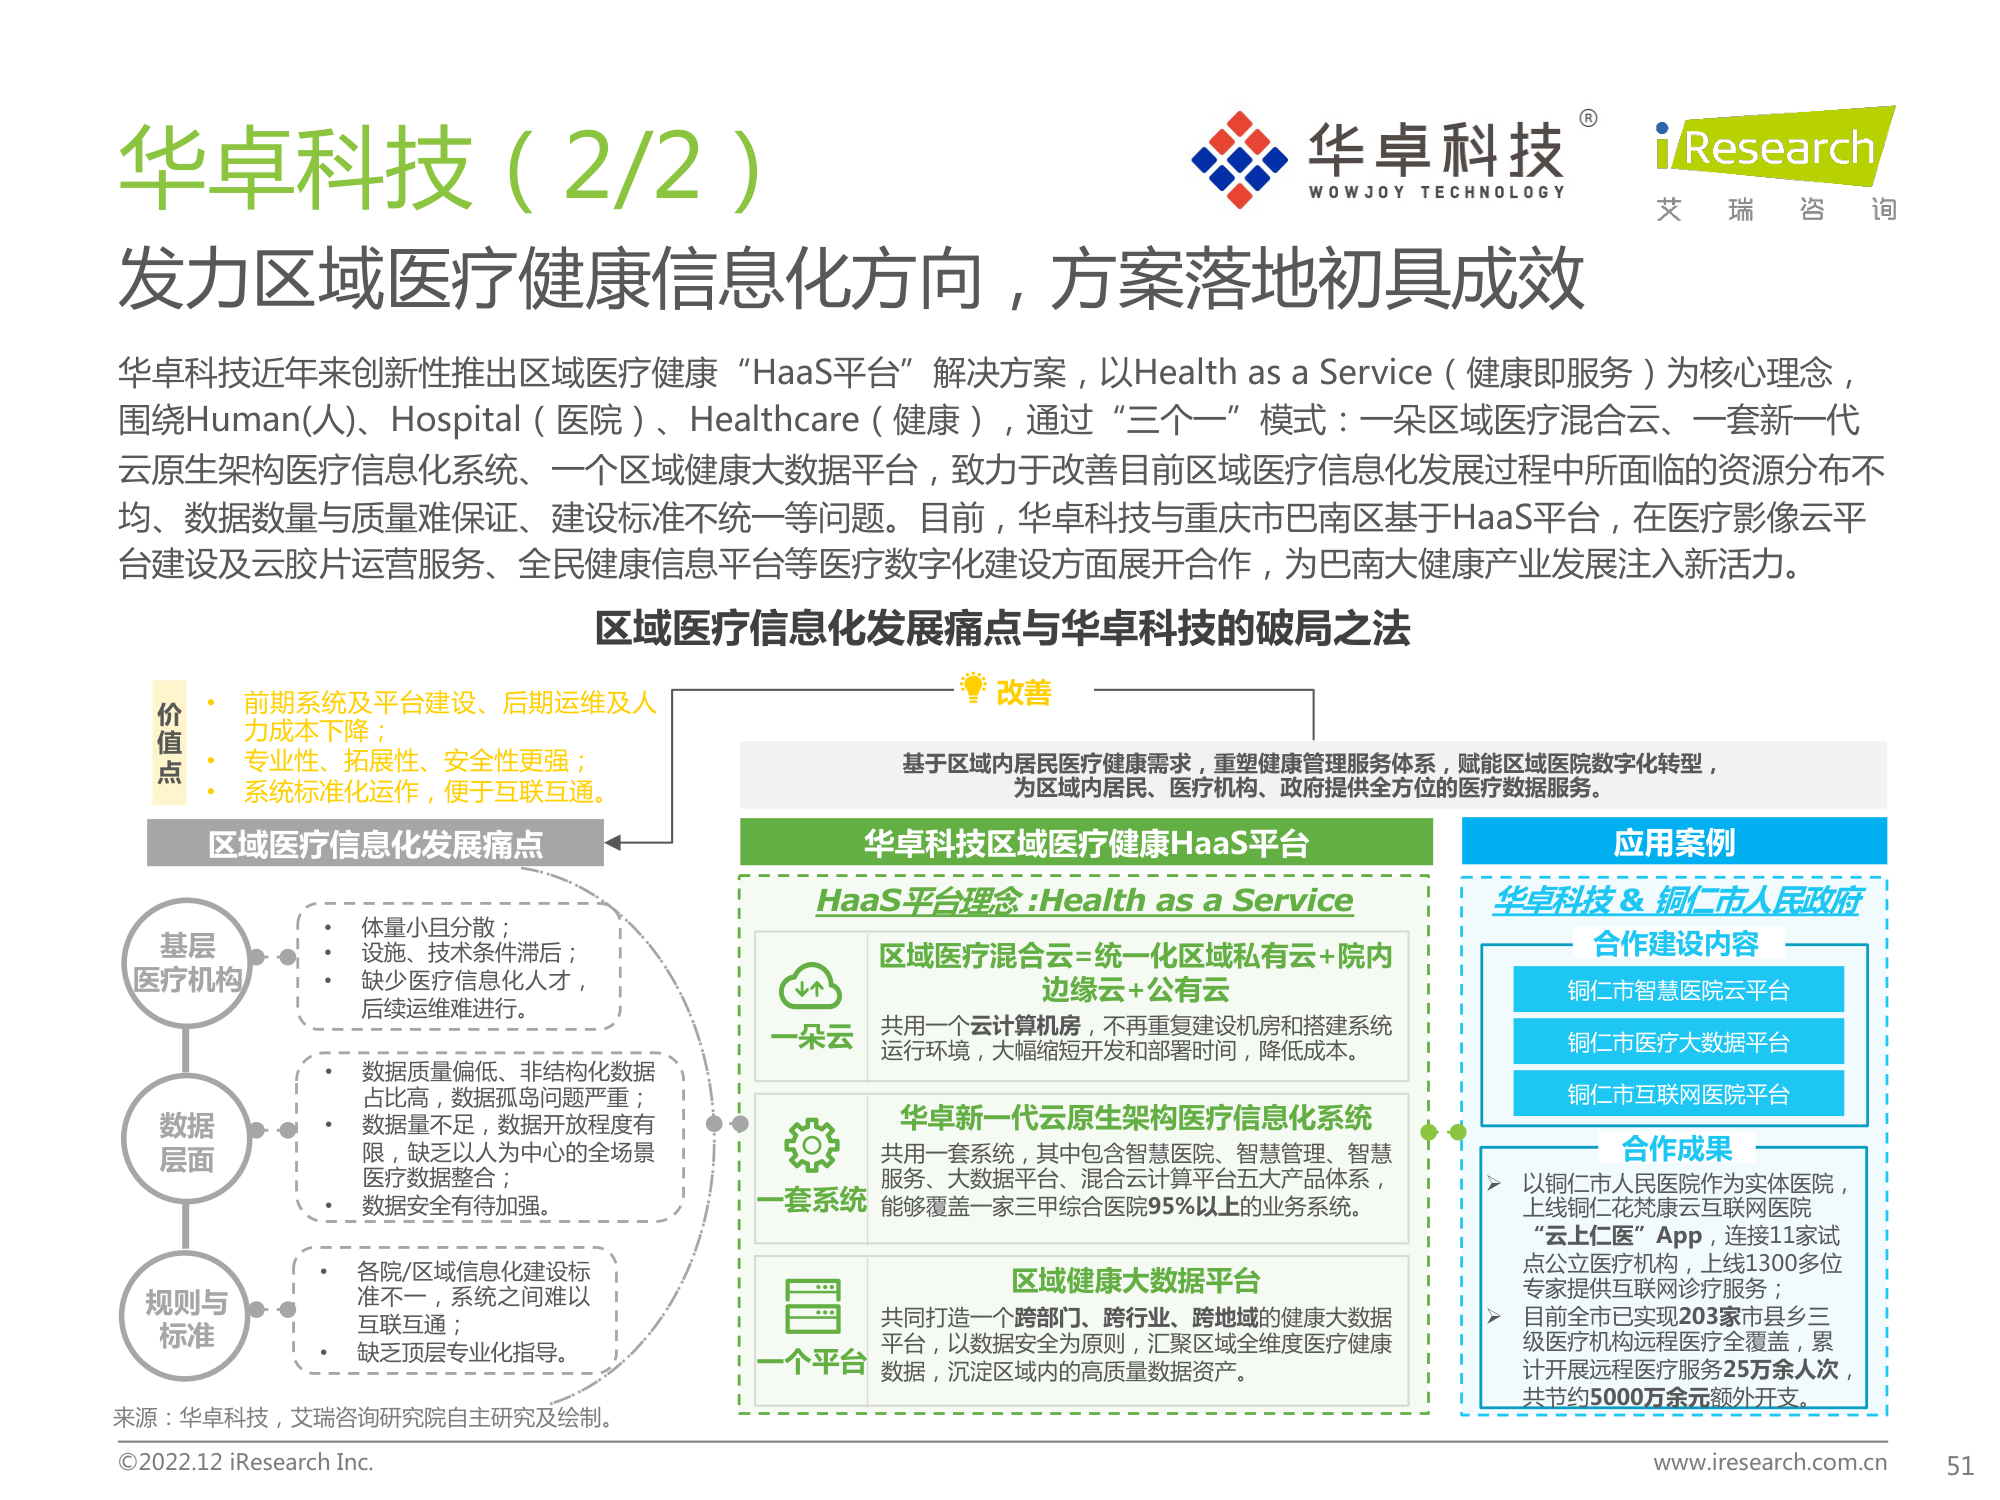 华卓科技（2/2）
华卓科技®
WOWJOY TECHNOLOGY
iResearch
艾瑞咨询
发力区域医疗健康信息化方向，方案落地初具成效
华卓科技近年来创新性推出区域医疗健康“HaaS平台”解决方案，以Health as a Service（健康即服务）为核心理念，
围绕Human(人)、Hospital（医院）、Healthcare（健康），通过“三个一”模式：一朵区域医疗混合云、一套新一代
云原生架构医疗信息化系统、一个区域健康大数据平台，致力于改善目前区域医疗信息化发展过程中所面临的资源分布不
均、数据数量与质量难保证、建设标准不统一等问题。目前，华卓科技与重庆市巴南区基于HaaS平台，在医疗影像云平
台建设及云胶片运营服务、全民健康信息平台等医疗数字化建设方面展开合作，为巴南大健康产业发展注入新活力。
区域医疗信息化发展痛点与华卓科技的破局之法
价值点
• 前期系统及平台建设、后期运维及人
力成本下降；
• 专业性、拓展性、安全性更强；
• 系统标准化运作，便于互联互通。
改善
基于区域内居民医疗健康需求，重塑健康管理服务体系，赋能区域医院数字化转型，
为区域内居民、医疗机构、政府提供全方位的医疗数据服务。
区域医疗信息化发展痛点
基层
医疗机构
• 体量小且分散；
• 设施、技术条件滞后；
• 缺少医疗信息化人才，
后续运维难进行。
数据
层面
• 数据质量偏低、非结构化数据
占比高，数据孤岛问题严重；
• 数据量不足，数据开放程度有
限，缺乏以人为中心的全场景
医疗数据整合；
• 数据安全有待加强。
规则与
标准
• 各院/区域信息化建设标
准不一，系统之间难以
互联互通；
• 缺乏顶层专业化指导。
华卓科技区域医疗健康HaaS平台
HaaS平台理念:Health as a Service
一朵云
区域医疗混合云=统一化区域私有云+院内
边缘云+公有云
共用一个云计算机房，不再重复建设机房和搭建系统
运行环境，大幅缩短开发和部署时间，降低成本。
一套系统
华卓新一代云原生架构医疗信息化系统
共用一套系统，其中包含智慧医院、智慧管理、智慧
服务、大数据平台、混合云计算平台五大产品体系，
能够覆盖一家三甲综合医院95%以上的业务系统。
一个平台
区域健康大数据平台
共同打造一个跨部门、跨行业、跨地域的健康大数据
平台，以数据安全为原则，汇聚区域全维度医疗健康
数据，沉淀区域内的高质量数据资产。
应用案例
华卓科技 & 铜仁市人民政府
合作建设内容
铜仁市智慧医院云平台
铜仁市医疗大数据平台
铜仁市互联网医院平台
合作成果
➢ 以铜仁市人民医院作为实体医院，
上线铜仁花梵康云互联网医院
“云上仁医”App，连接11家试
点公立医疗机构，上线1300多位
专家提供互联网诊疗服务；
➢ 目前全市已实现203家市县乡三
级医疗机构远程医疗全覆盖，累
计开展远程医疗服务25万余人次，
共节约5000万余元额外开支。
来源：华卓科技，艾瑞咨询研究院自主研究及绘制。
©2022.12 iResearch Inc.
www.iresearch.com.cn
51